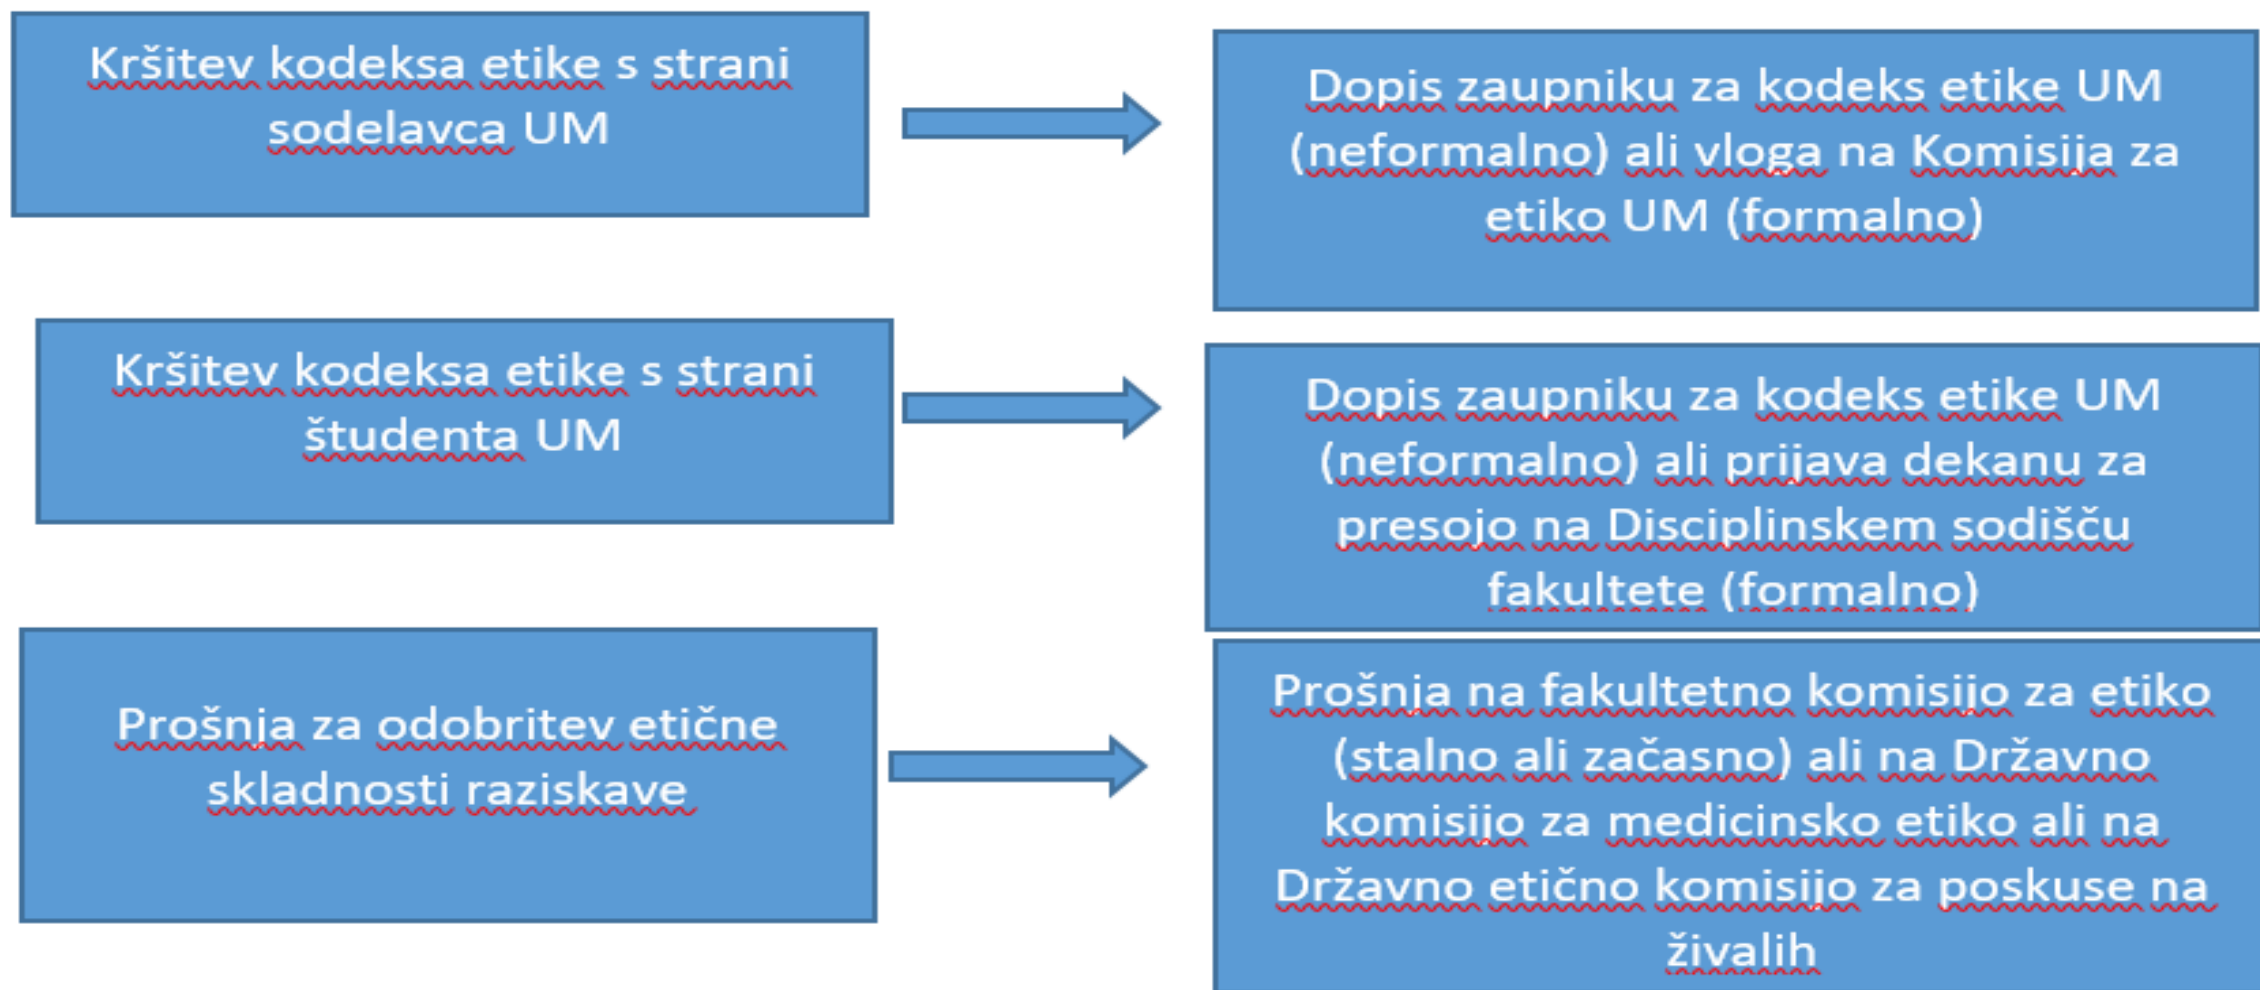 Kršitev kodeksa etike s strani
sodelavca UM
Dopis zaupniku za kodeks etike UM
(neformalno) ali vloga na Komisija za
etiko UM (formalno)
Kršitev kodeksa etike s strani
študenta UM
Dopis zaupniku za kodeks etike UM
(neformalno) ali prijava dekanu za
presojo na Disciplinskem sodišču
fakultete (formalno)
Prošnja za odobritev etične
skladnosti raziskave
Prošnja na fakultetno komisijo za etiko
(stalno ali začasno) ali na Državno
komisijo za medicinsko etiko ali na
Državno etično komisijo za poskuse na
živalih